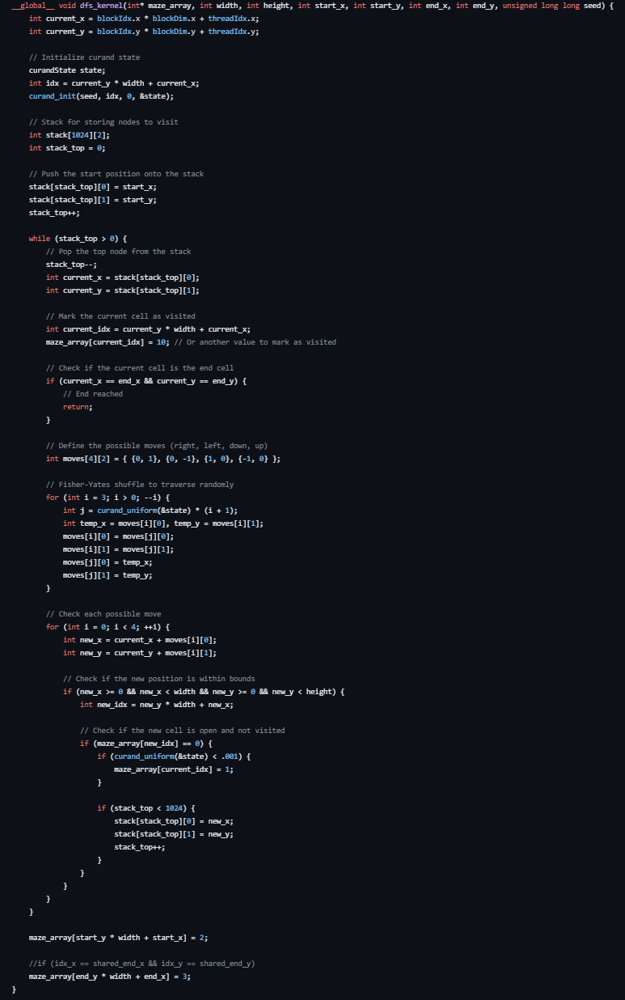 __global__ void dfs_kernel(int* maze_array, int width, int height, int start_x, int start_y, int end_x, int end_y, unsigned long long seed) {
    int current_x = blockIdx.x * blockDim.x + threadIdx.x;
    int current_y = blockIdx.y * blockDim.y + threadIdx.y;

    // Initialize curand state
    curandState state;
    int idx = current_y * width + current_x;
    curand_init(seed, idx, 0, &state);

    // Stack for storing nodes to visit
    int stack[1024][2];
    int stack_top = 0;

    // Push the start position onto the stack
    stack[stack_top][0] = start_x;
    stack[stack_top][1] = start_y;
    stack_top++;

    while (stack_top > 0) {
        // Pop the top node from the stack
        stack_top--;
        int current_x = stack[stack_top][0];
        int current_y = stack[stack_top][1];

        // Mark the current cell as visited
        int current_idx = current_y * width + current_x;
        maze_array[current_idx] = 10; // Or another value to mark as visited

        // Check if the current cell is the end cell
        if (current_x == end_x && current_y == end_y) {
            // End reached
            return;
        }

        // Define the possible moves (right, left, down, up)
        int moves[4][2] = { {0, 1}, {0, -1}, {1, 0}, {-1, 0} };

        // Fisher-Yates shuffle to traverse randomly
        for (int i = 3; i > 0; --i) {
            int j = curand_uniform(&state) * (i + 1);
            int temp_x = moves[i][0], temp_y = moves[i][1];
            moves[i][0] = moves[j][0];
            moves[i][1] = moves[j][1];
            moves[j][0] = temp_x;
            moves[j][1] = temp_y;
        }

        // Check each possible move
        for (int i = 0; i < 4; ++i) {
            int new_x = current_x + moves[i][0];
            int new_y = current_y + moves[i][1];

            // Check if the new position is within bounds
            if (new_x >= 0 && new_x < width && new_y >= 0 && new_y < height) {
                int new_idx = new_y * width + new_x;

                // Check if the new cell is open and not visited
                if (maze_array[new_idx] == 0) {
                    if (curand_uniform(&state) < .001) {
                        maze_array[current_idx] = 1;
                    }

                    if (stack_top < 1024) {
                        stack[stack_top][0] = new_x;
                        stack[stack_top][1] = new_y;
                        stack_top++;
                    }
                }
            }
        }
    }

    maze_array[start_y * width + start_x] = 2;

    //if (idx_x == shared_end_x && idx_y == shared_end_y)
    maze_array[end_y * width + end_x] = 3;
}